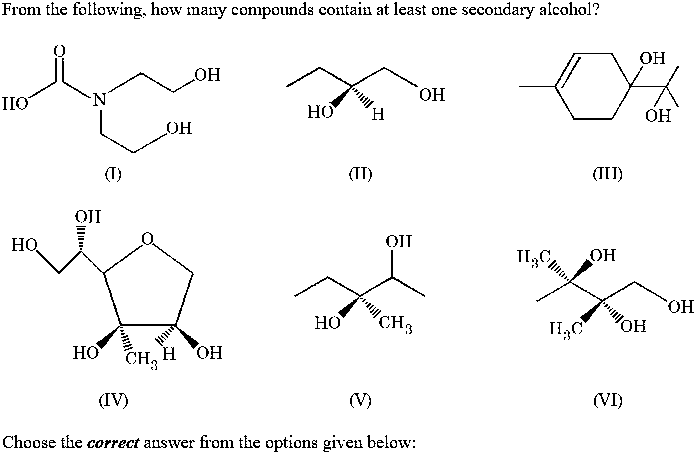 From the following, how many compounds contain at least one secondary alcohol?
O
HO
N
OH
OH
(I)
HO
H
OH
(II)
OH
OH
(III)
OH
HO
O
HO
CH3
H
OH
(IV)
OH
HO
CH3
(V)
H3C
OH
H3C
OH
OH
(VI)
Choose the correct answer from the options given below: